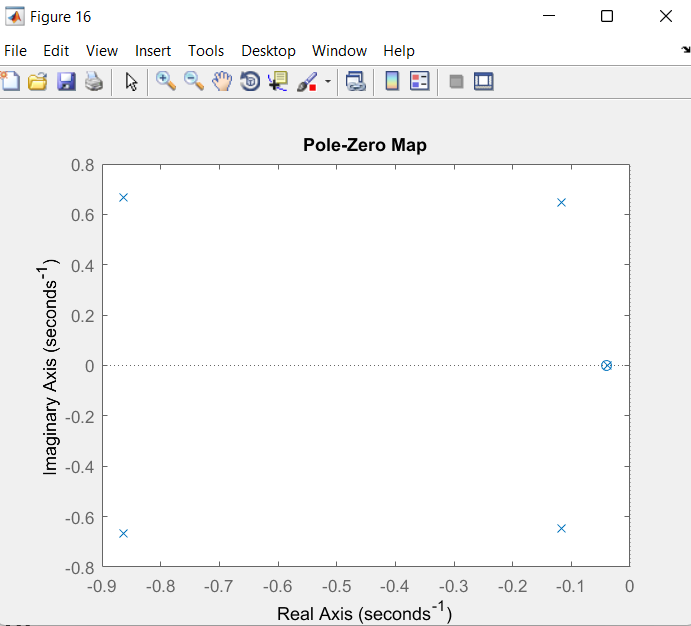 Figure 16
File Edit View Insert Tools Desktop Window Help
Pole-Zero Map
0.8
0.6
0.4
0.2
0
-0.2
-0.4
-0.6
-0.8
Imaginary Axis (seconds⁻¹)
-0.9 -0.8 -0.7 -0.6 -0.5 -0.4 -0.3 -0.2 -0.1 0
Real Axis (seconds⁻¹)